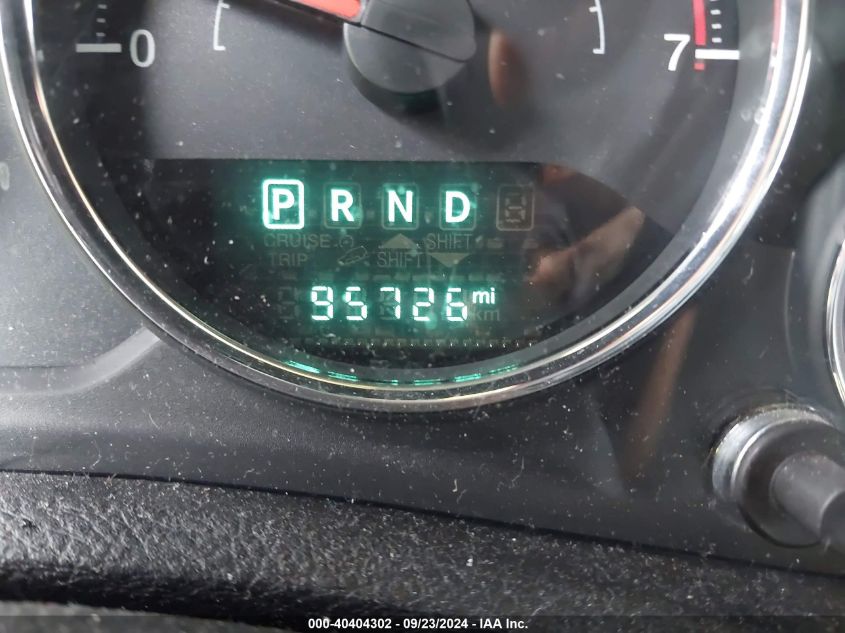 0 7
P R N D
CRUISE SHIFT
TRIP SHIFT
95726 mi
km
000-40404302 - 09/23/2024 - IAA Inc.